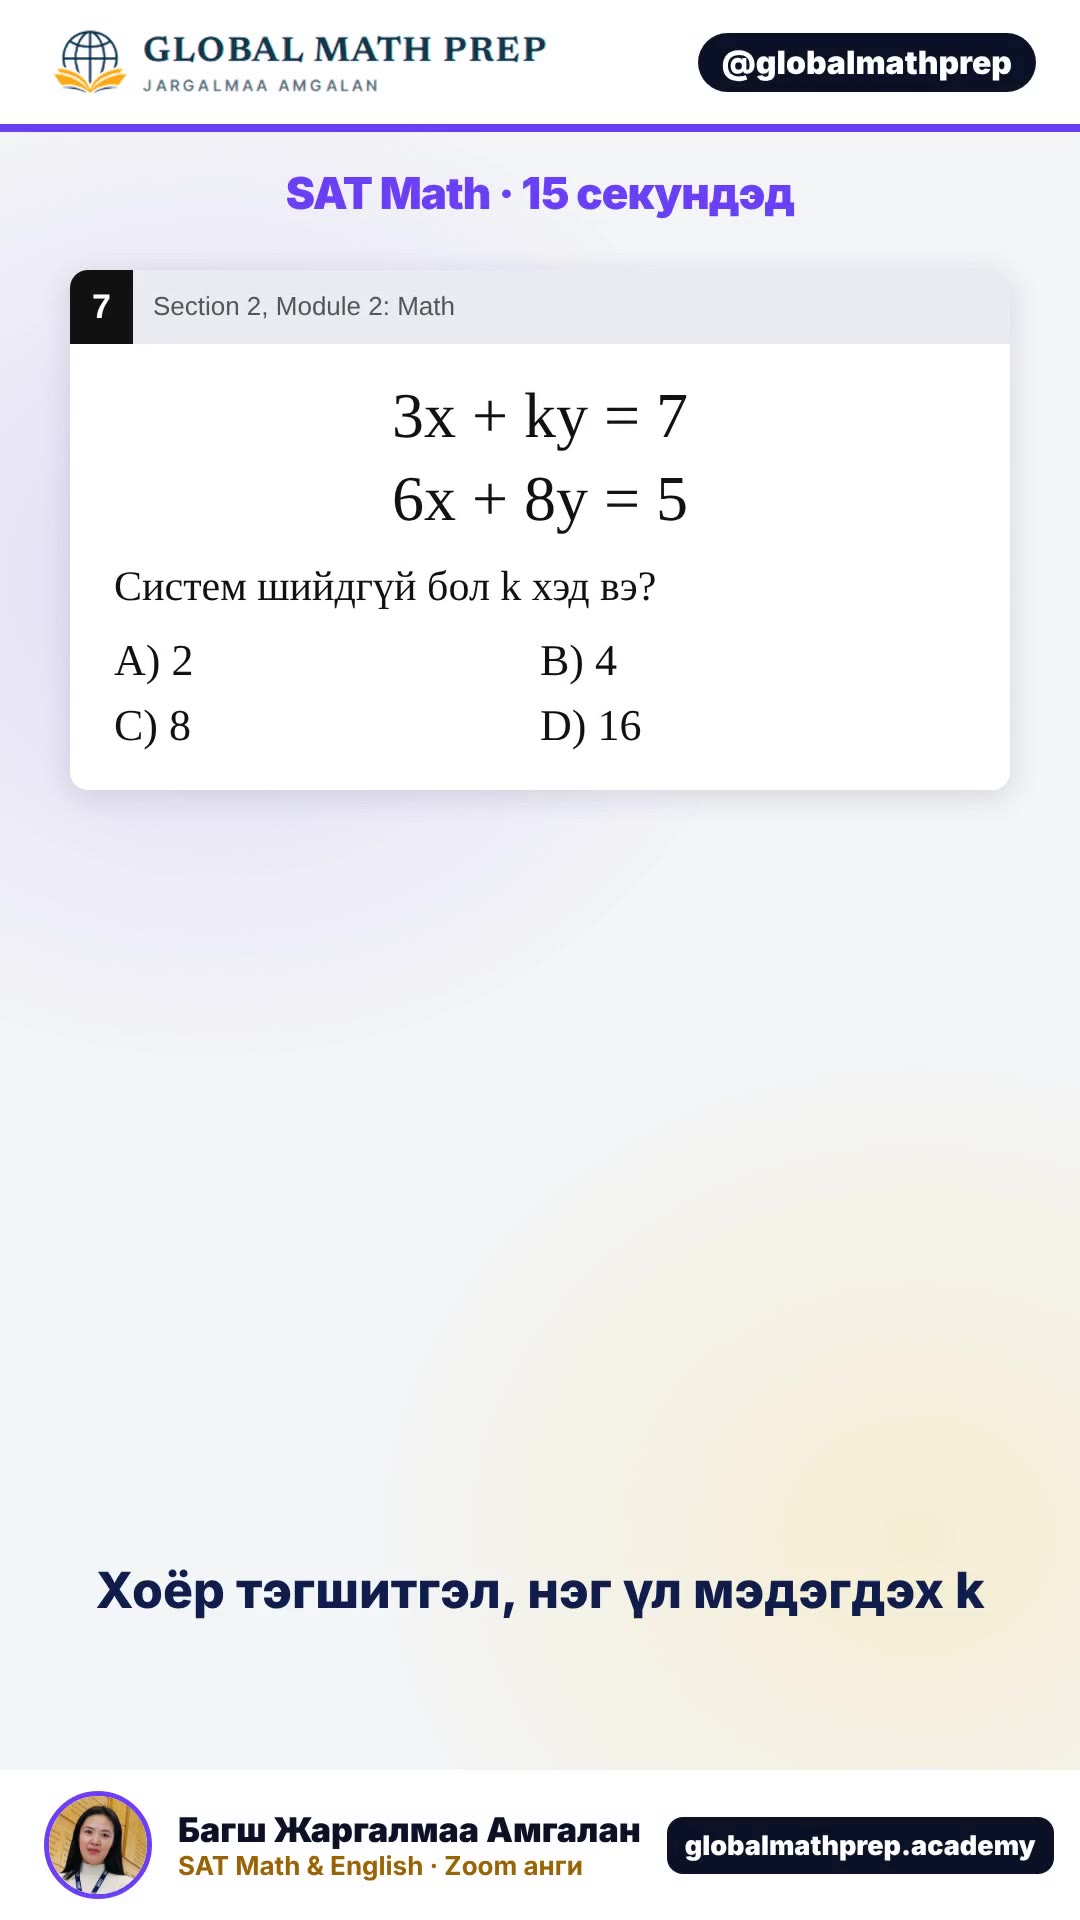 GLOBAL MATH PREP
JARGALMAA AMGALAN
@globalmathprep
SAT Math · 15 секундэд
7 Section 2, Module 2: Math
3x + ky = 7
6x + 8y = 5
Систем шийдгүй бол k хэд вэ?
A) 2 B) 4
C) 8 D) 16
Хоёр тэгшитгэл, нэг үл мэдэгдэх k
Багш Жаргалмаа Амгалан
SAT Math & English · Zoom анги
globalmathprep.academy